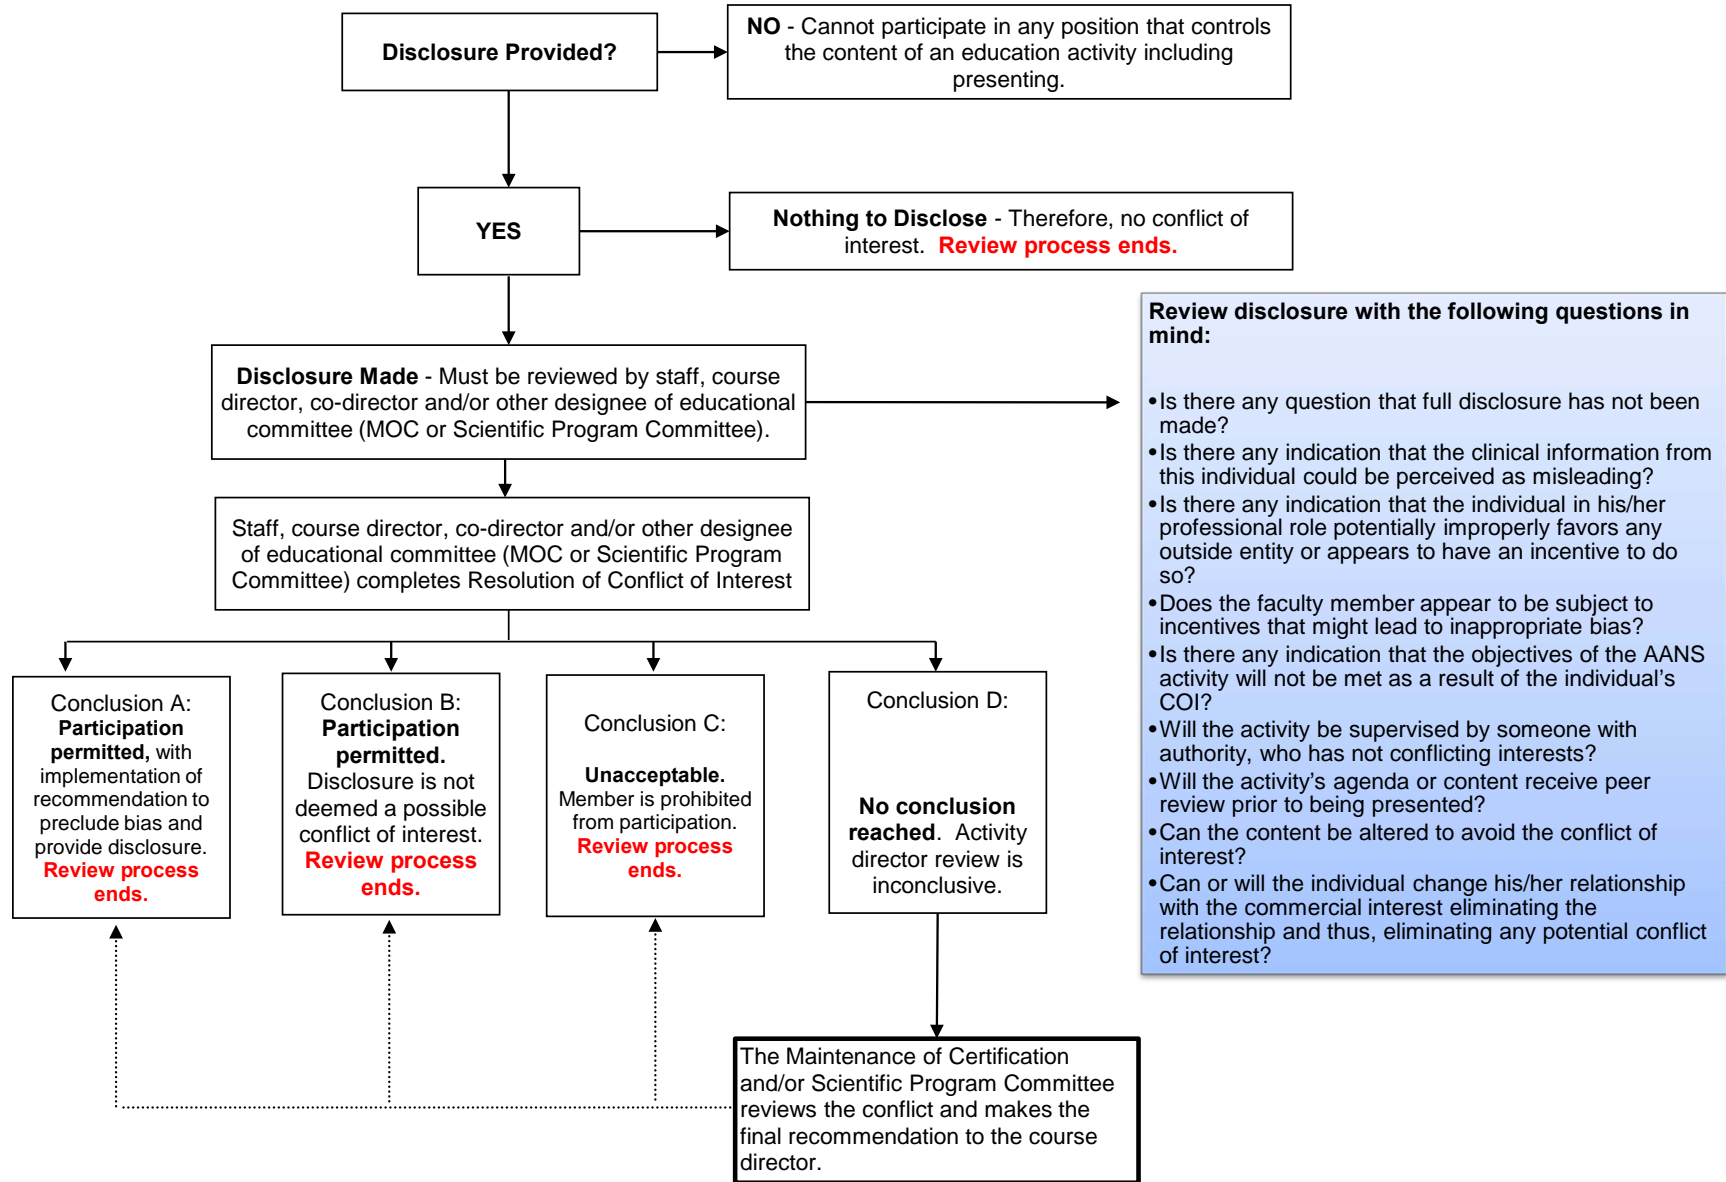 Disclosure Provided?
NO - Cannot participate in any position that controls
the content of an education activity including
presenting.
YES
Nothing to Disclose - Therefore, no conflict of
interest.  Review process ends.
Disclosure Made - Must be reviewed by staff, course
director, co-director and/or other designee of educational
committee (MOC or Scientific Program Committee).
Staff, course director, co-director and/or other designee
of educational committee (MOC or Scientific Program
Committee) completes Resolution of Conflict of Interest
Conclusion A:
Participation
permitted, with
implementation of
recommendation to
preclude bias and
provide disclosure.
Review process
ends.
Conclusion B:
Participation
permitted.
Disclosure is not
deemed a possible
conflict of interest.
Review process
ends.
Conclusion C:
Unacceptable.
Member is prohibited
from participation.
Review process
ends.
Conclusion D:
No conclusion
reached.  Activity
director review is
inconclusive.
The Maintenance of Certification
and/or Scientific Program Committee
reviews the conflict and makes the
final recommendation to the course
director.
Review disclosure with the following questions in
mind:
•Is there any question that full disclosure has not been
made?
•Is there any indication that the clinical information from
this individual could be perceived as misleading?
•Is there any indication that the individual in his/her
professional role potentially improperly favors any
outside entity or appears to have an incentive to do
so?
•Does the faculty member appear to be subject to
incentives that might lead to inappropriate bias?
•Is there any indication that the objectives of the AANS
activity will not be met as a result of the individual's
COI?
•Will the activity be supervised by someone with
authority, who has not conflicting interests?
•Will the activity's agenda or content receive peer
review prior to being presented?
•Can the content be altered to avoid the conflict of
interest?
•Can or will the individual change his/her relationship
with the commercial interest eliminating the
relationship and thus, eliminating any potential conflict
of interest?